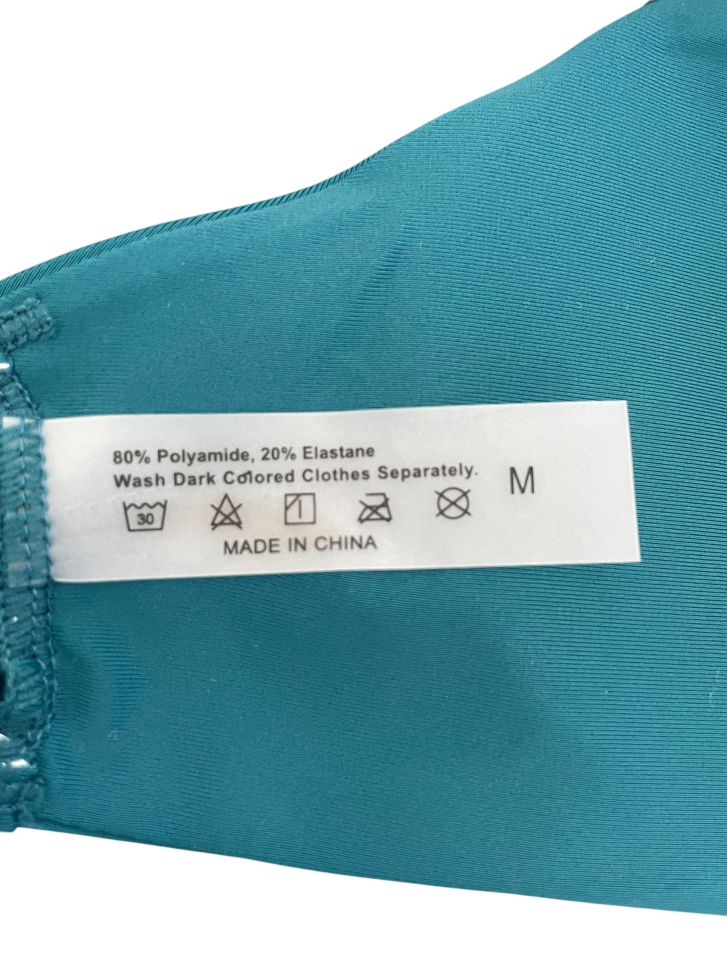 80% Polyamide, 20% Elastane
Wash Dark Colored Clothes Separately.
M
30
MADE IN CHINA